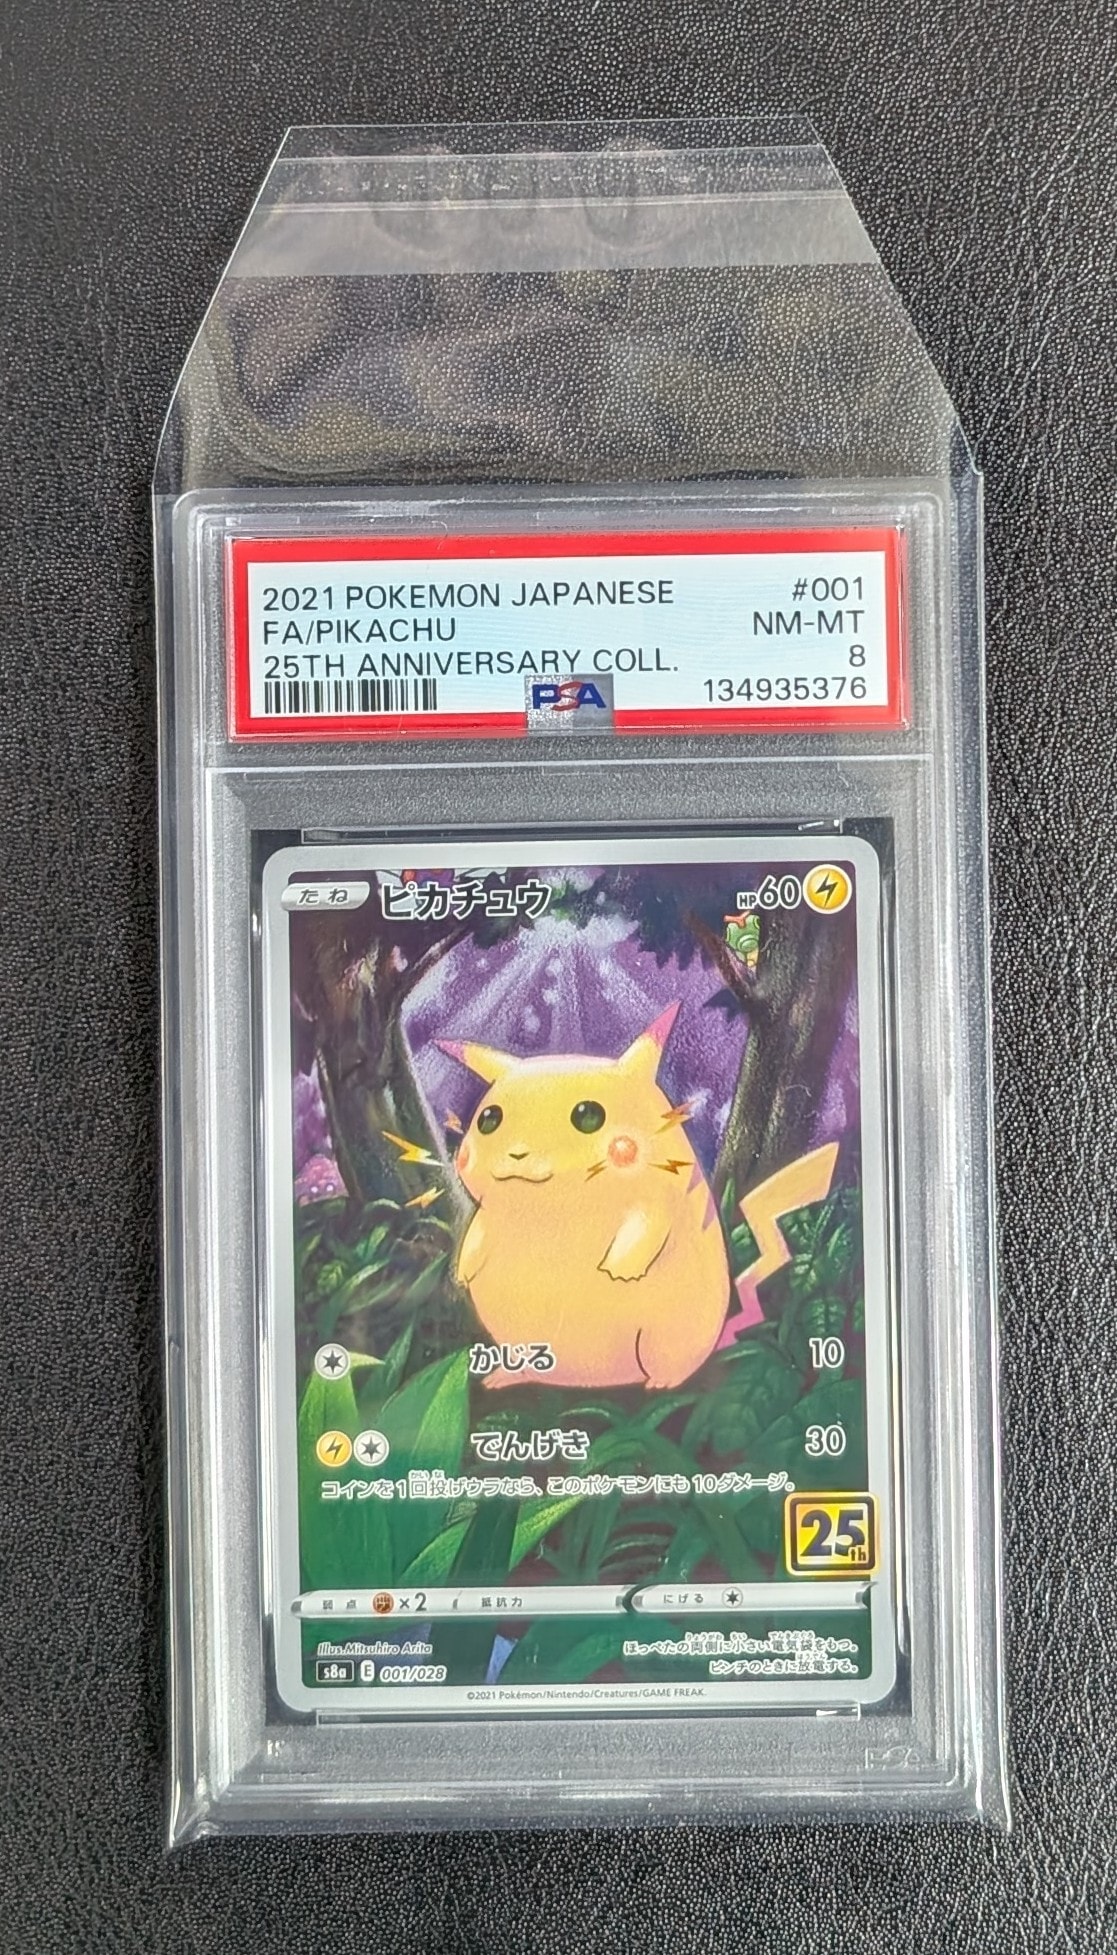 2021 POKEMON JAPANESE #001
FA/PIKACHU NM-MT
25TH ANNIVERSARY COLL. 8
PSA 134935376
たね ピカチュウ HP60
かじる 10
でんげき 30
コインを1回投げウラなら、このポケモンにも10ダメージ。
25th
弱点 ×2 抵抗力 にげる
Illus. Mitsuhiro Arita
ほっぺたの両側に小さい電気袋をもつ。
s8a E 001/028
ピンチのときに放電する。
©2021 Pokémon/Nintendo/Creatures/GAME FREAK.